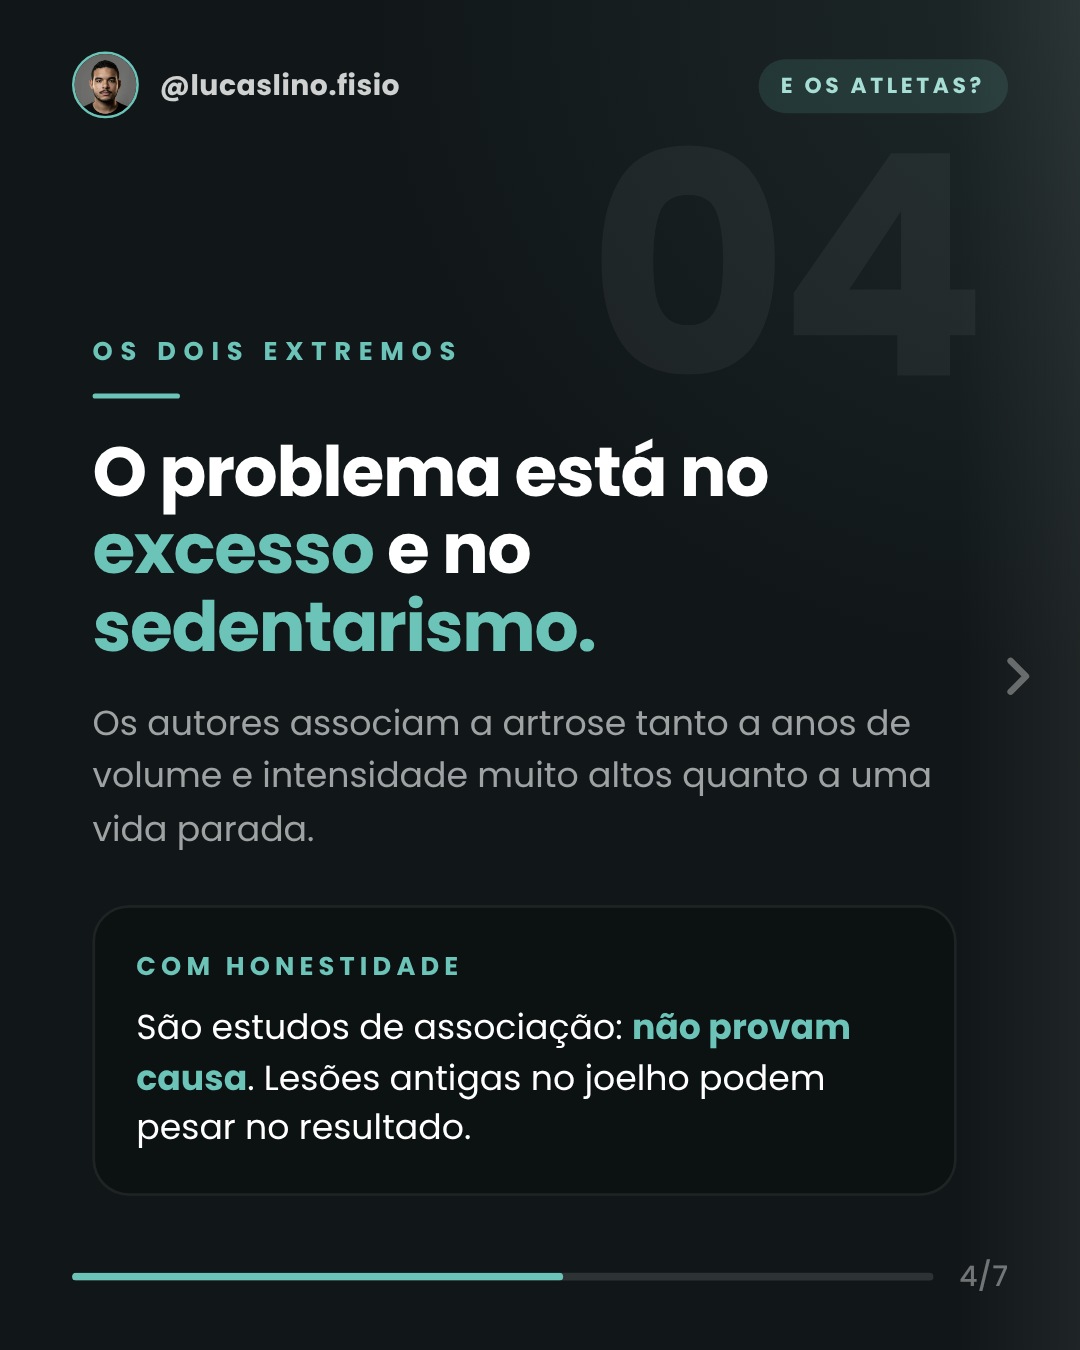 @lucaslino.fisio
E OS ATLETAS?
04
OS DOIS EXTREMOS
O problema está no
excesso e no
sedentarismo.
Os autores associam a artrose tanto a anos de
volume e intensidade muito altos quanto a uma
vida parada.
COM HONESTIDADE
São estudos de associação: não provam
causa. Lesões antigas no joelho podem
pesar no resultado.
4/7